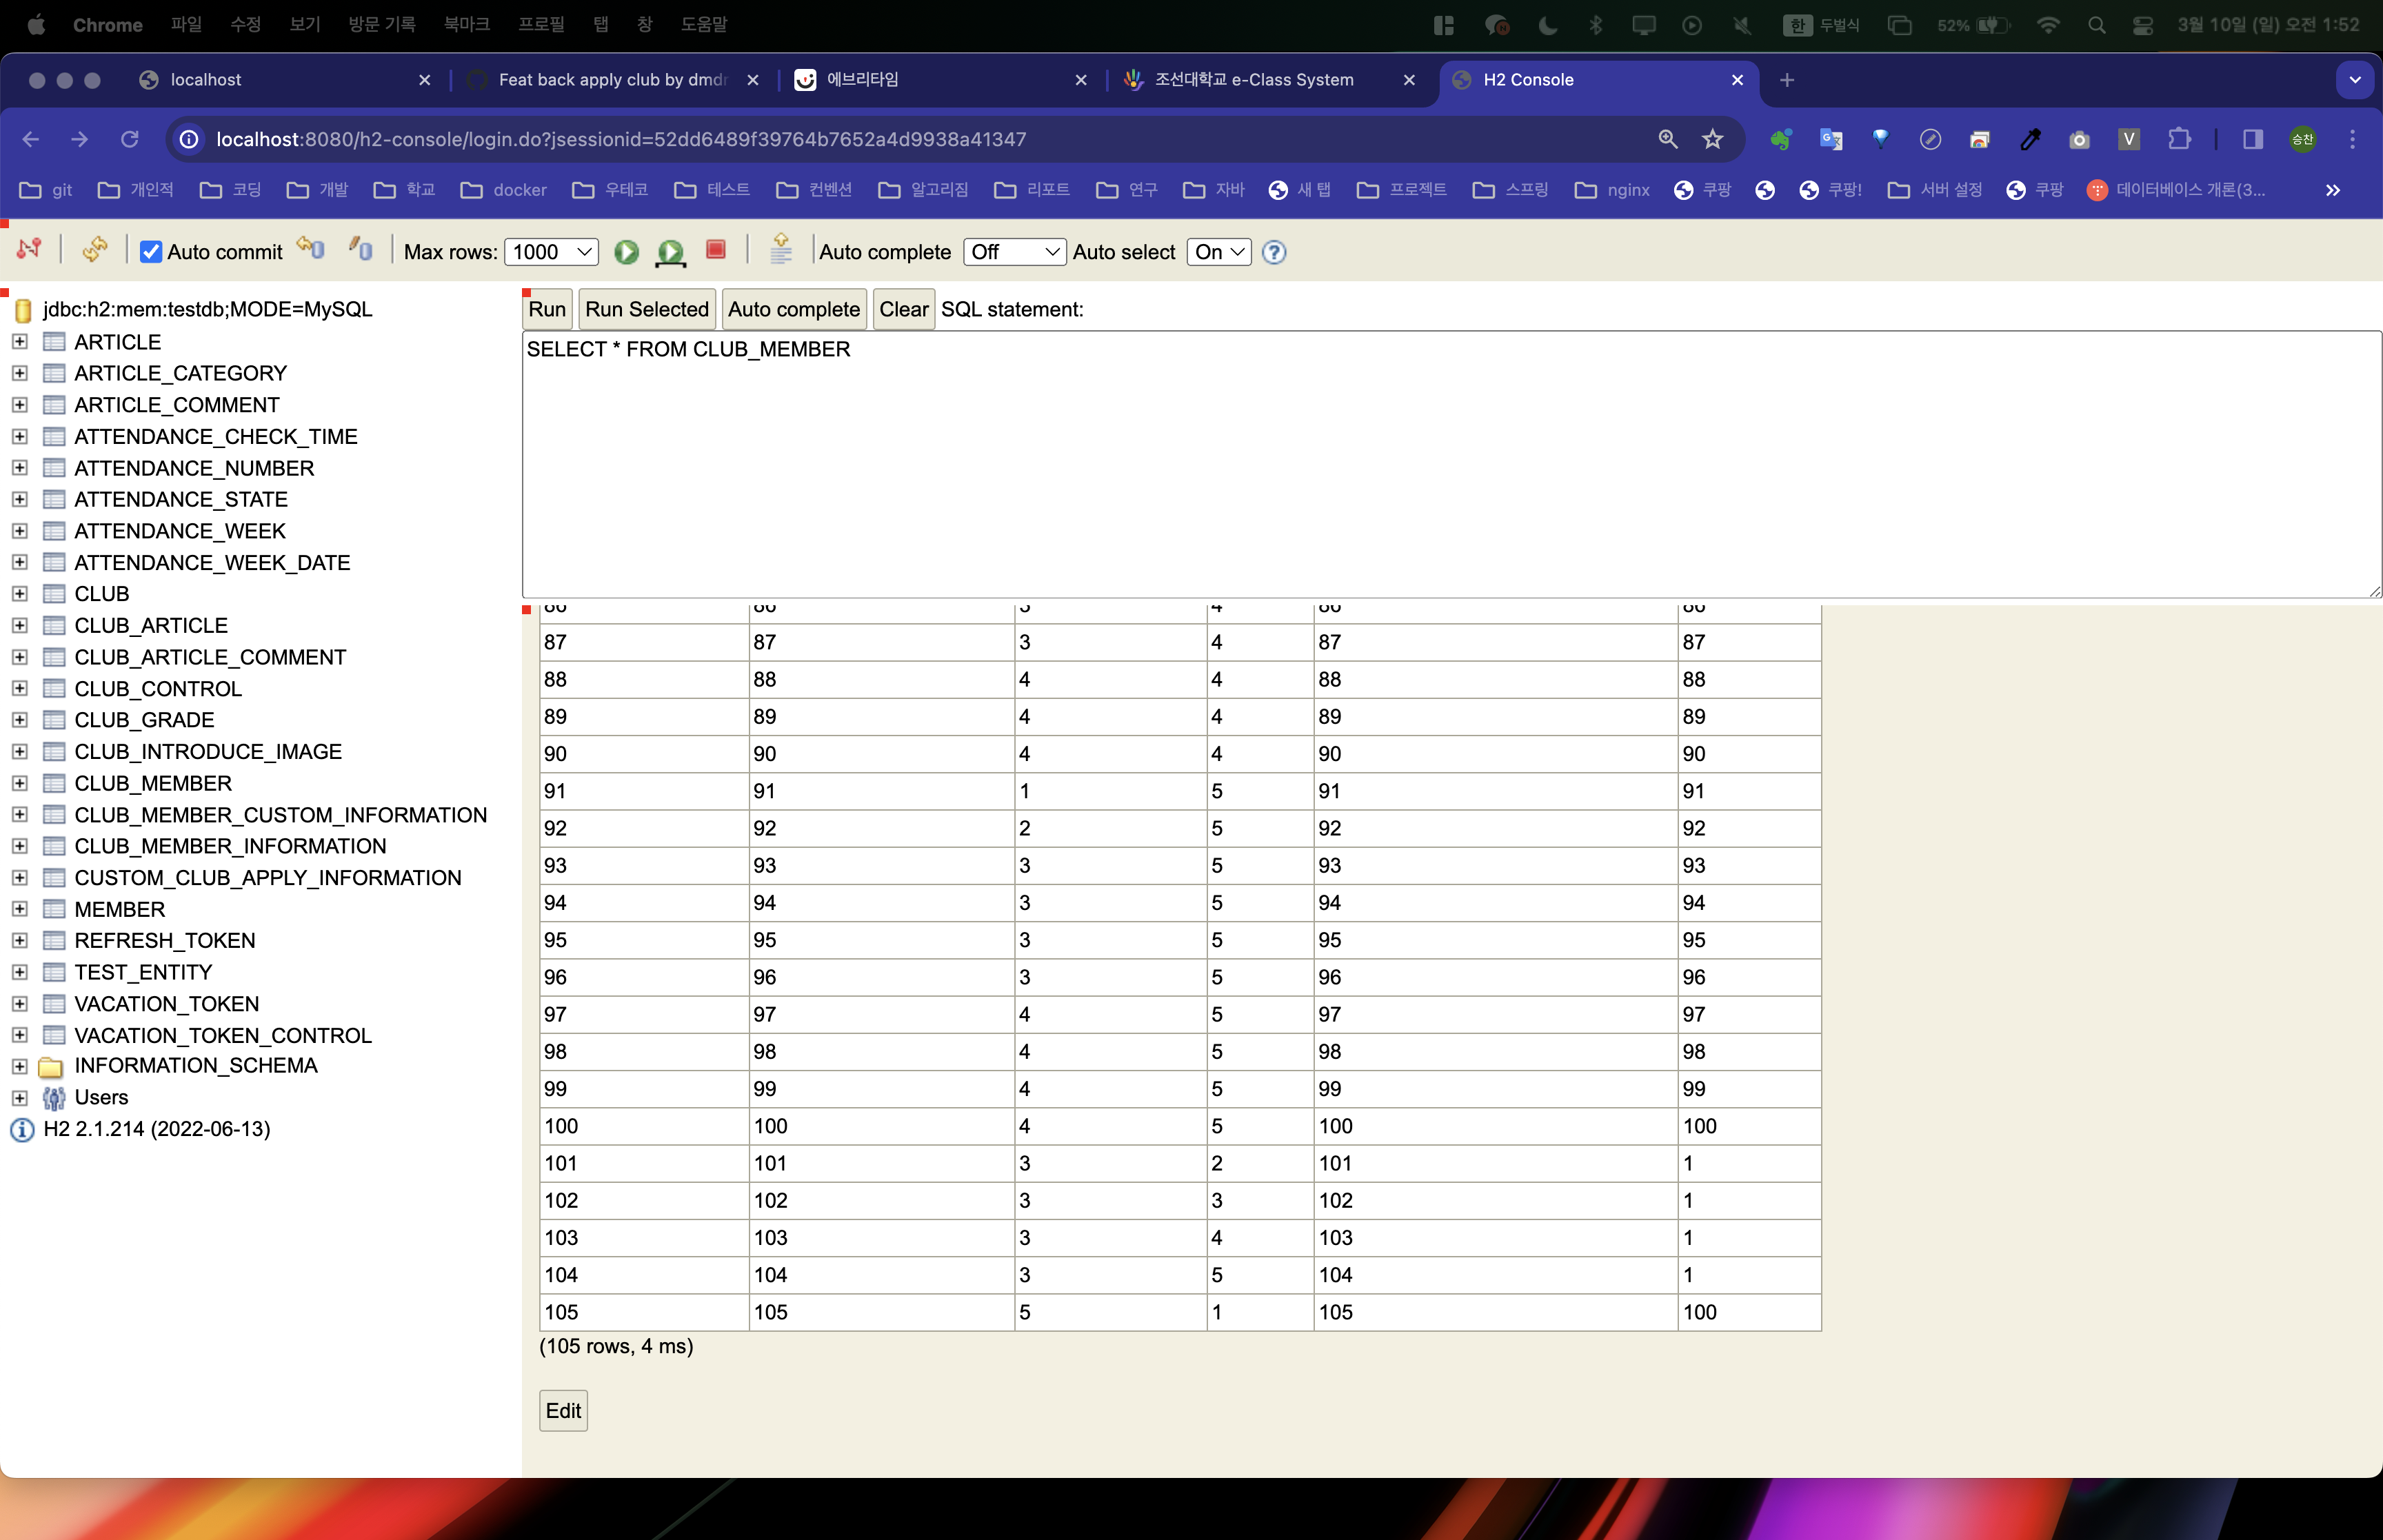 Chrome 파일 수정 보기 방문 기록 북마크 프로필 탭 창 도움말 한 두벌식 52% 3월 10일 (일) 오전 1:52
localhost Feat back apply club by dmdn 에브리타임 조선대학교 e-Class System H2 Console
localhost:8080/h2-console/login.do?jsessionid=52dd6489f39764b7652a4d9938a41347 V 승찬
git 개인적 코딩 개발 학교 docker 우테코 테스트 컨벤션 알고리짐 리포트 연구 자바 새 탭 프로젝트 스프링 nginx 쿠팡 쿠팡! 서버 설정 쿠팡 데이터베이스 개론(3...
Auto commit Max rows: 1000 Auto complete Off Auto select On
Run Run Selected Auto complete Clear SQL statement:
SELECT * FROM CLUB_MEMBER
jdbc:h2:mem:testdb;MODE=MySQL
ARTICLE
ARTICLE_CATEGORY
ARTICLE_COMMENT
ATTENDANCE_CHECK_TIME
ATTENDANCE_NUMBER
ATTENDANCE_STATE
ATTENDANCE_WEEK
ATTENDANCE_WEEK_DATE
CLUB
CLUB_ARTICLE
CLUB_ARTICLE_COMMENT
CLUB_CONTROL
CLUB_GRADE
CLUB_INTRODUCE_IMAGE
CLUB_MEMBER
CLUB_MEMBER_CUSTOM_INFORMATION
CLUB_MEMBER_INFORMATION
CUSTOM_CLUB_APPLY_INFORMATION
MEMBER
REFRESH_TOKEN
TEST_ENTITY
VACATION_TOKEN
VACATION_TOKEN_CONTROL
INFORMATION_SCHEMA
Users
H2 2.1.214 (2022-06-13)
87 87 3 4 87 87
88 88 4 4 88 88
89 89 4 4 89 89
90 90 4 4 90 90
91 91 1 5 91 91
92 92 2 5 92 92
93 93 3 5 93 93
94 94 3 5 94 94
95 95 3 5 95 95
96 96 3 5 96 96
97 97 4 5 97 97
98 98 4 5 98 98
99 99 4 5 99 99
100 100 4 5 100 100
101 101 3 2 101 1
102 102 3 3 102 1
103 103 3 4 103 1
104 104 3 5 104 1
105 105 5 1 105 100
(105 rows, 4 ms)
Edit